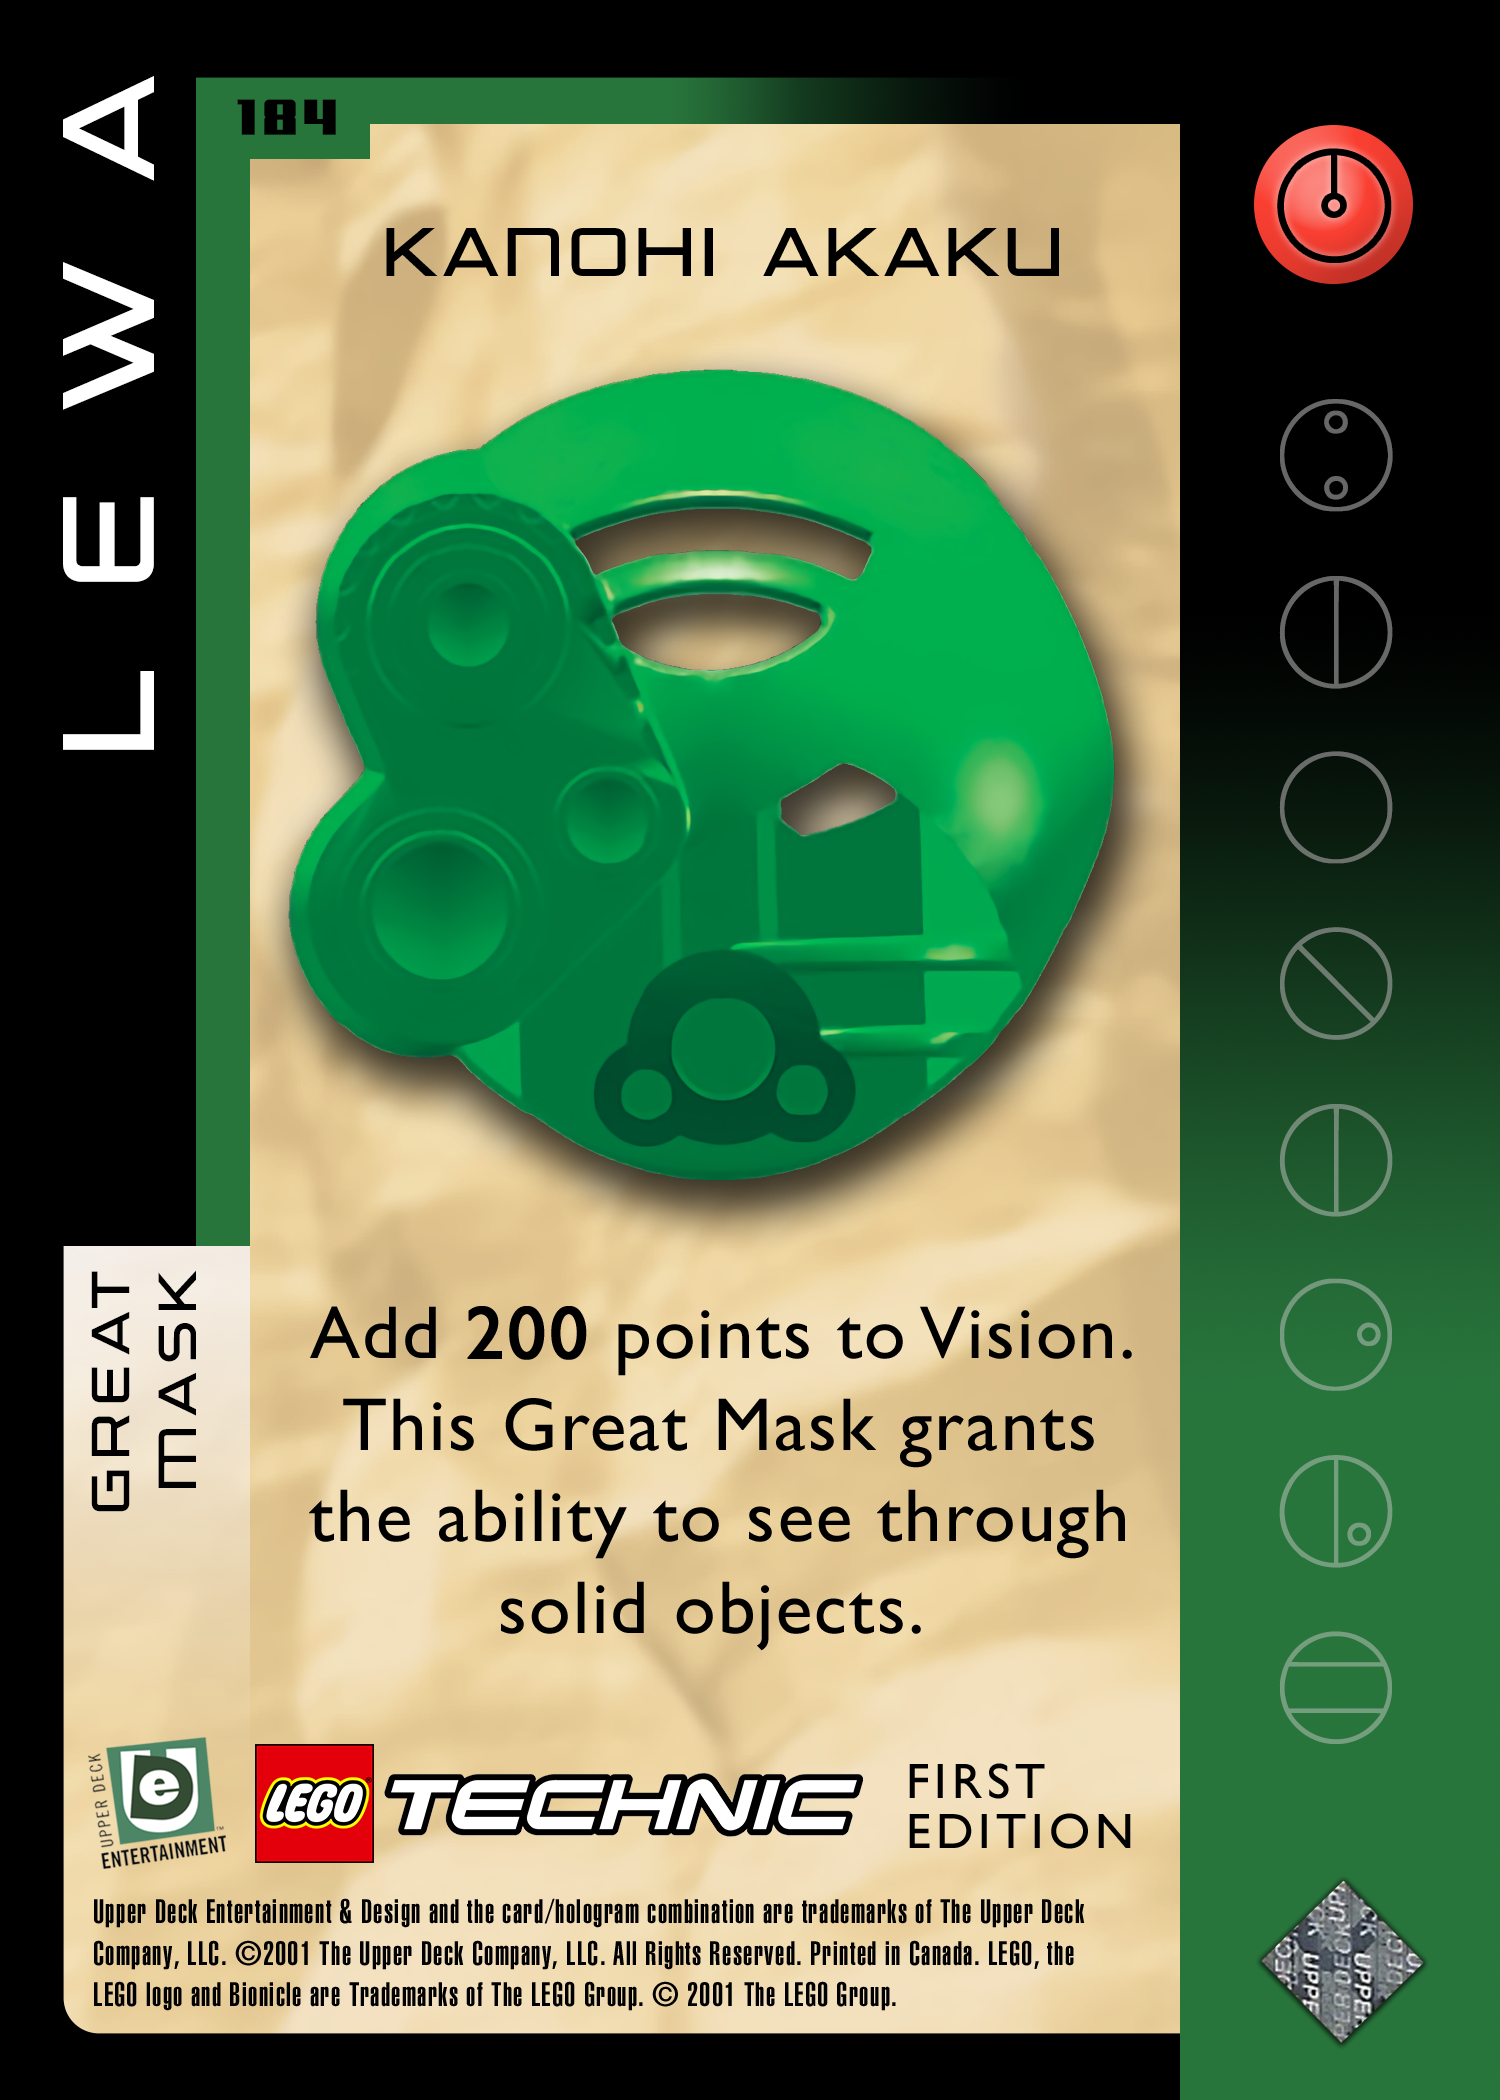 LEWA
184
KANOHI AKAKU
Add 200 points to Vision.
This Great Mask grants
the ability to see through
solid objects.
GREAT
MASK
UPPER DECK
e
ENTERTAINMENT™
LEGO® TECHNIC
FIRST
EDITION
Upper Deck Entertainment & Design and the card/hologram combination are trademarks of The Upper Deck
Company, LLC. ©2001 The Upper Deck Company, LLC. All Rights Reserved. Printed in Canada. LEGO, the
LEGO logo and Bionicle are Trademarks of The LEGO Group. © 2001 The LEGO Group.